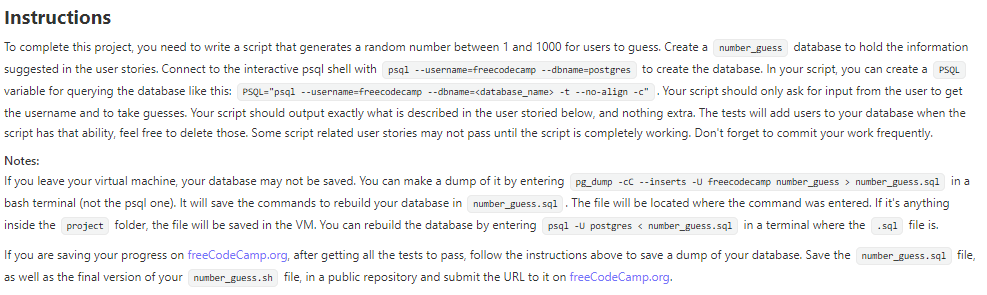 Instructions
To complete this project, you need to write a script that generates a random number between 1 and 1000 for users to guess. Create a number_guess database to hold the information
suggested in the user stories. Connect to the interactive psql shell with psql --username=freecodecamp --dbname=postgres to create the database. In your script, you can create a PSQL
variable for querying the database like this: PSQL="psql --username=freecodecamp --dbname=<database_name> -t --no-align -c" . Your script should only ask for input from the user to get
the username and to take guesses. Your script should output exactly what is described in the user storied below, and nothing extra. The tests will add users to your database when the
script has that ability, feel free to delete those. Some script related user stories may not pass until the script is completely working. Don't forget to commit your work frequently.
Notes:
If you leave your virtual machine, your database may not be saved. You can make a dump of it by entering pg_dump -cC --inserts -U freecodecamp number_guess > number_guess.sql in a
bash terminal (not the psql one). It will save the commands to rebuild your database in number_guess.sql . The file will be located where the command was entered. If it's anything
inside the project folder, the file will be saved in the VM. You can rebuild the database by entering psql -U postgres < number_guess.sql in a terminal where the .sql file is.
If you are saving your progress on freeCodeCamp.org, after getting all the tests to pass, follow the instructions above to save a dump of your database. Save the number_guess.sql file,
as well as the final version of your number_guess.sh file, in a public repository and submit the URL to it on freeCodeCamp.org.